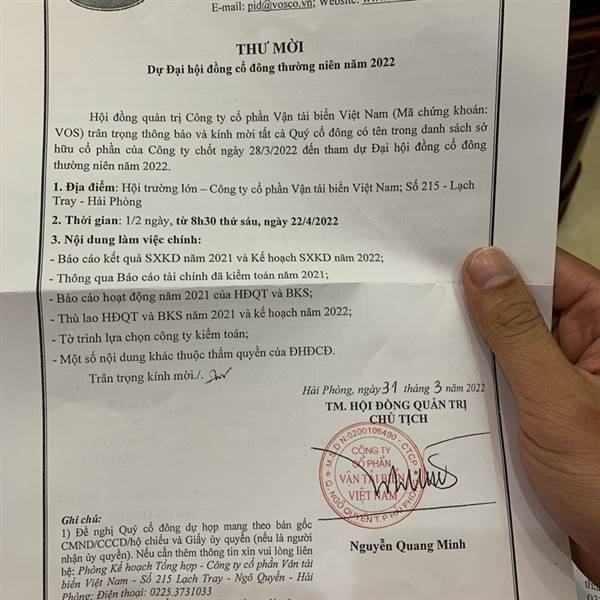 E-mail: pid@vosco.vn; Website:
THƯ MỜI
Dự Đại hội đồng cổ đông thường niên năm 2022
Hội đồng quản trị Công ty cổ phần Vận tải biển Việt Nam (Mã chứng khoán:
VOS) trân trọng thông báo và kính mời tất cả Quý cổ đông có tên trong danh sách sở
hữu cổ phần của Công ty chốt ngày 28/3/2022 đến tham dự Đại hội đồng cổ đông
thường niên năm 2022.
1. Địa điểm: Hội trường lớn – Công ty cổ phần Vận tải biển Việt Nam; Số 215 - Lạch
Tray - Hải Phòng
2. Thời gian: 1/2 ngày, từ 8h30 thứ sáu, ngày 22/4/2022
3. Nội dung làm việc chính:
- Báo cáo kết quả SXKD năm 2021 và Kế hoạch SXKD năm 2022;
- Thông qua Báo cáo tài chính đã kiểm toán năm 2021;
- Báo cáo hoạt động năm 2021 của HĐQT và BKS;
- Thù lao HĐQT và BKS năm 2021 và kế hoạch năm 2022;
- Tờ trình lựa chọn công ty kiểm toán;
- Một số nội dung khác thuộc thẩm quyền của ĐHĐCĐ.
Trân trọng kính mời./.
Hải Phòng, ngày 31 tháng 3 năm 2022
TM. HỘI ĐỒNG QUẢN TRỊ
CHỦ TỊCH
M.S.D.N: 0200106490 - C.T.C.P
CÔNG TY
CỔ PHẦN
VẬN TẢI BIỂN
VIỆT NAM
Q. NGÔ QUYỀN T.P HẢI PHÒNG
Nguyễn Quang Minh
Ghi chú:
1) Đề nghị Quý cổ đông dự họp mang theo bản gốc
CMND/CCCD/hộ chiếu và Giấy ủy quyền (nếu là người
nhận ủy quyền). Nếu cần thêm thông tin xin vui lòng liên
hệ: Phòng Kế hoạch Tổng hợp - Công ty cổ phần Vận tải
biển Việt Nam - Số 215 Lạch Tray - Ngô Quyền - Hải
Phòng; Điện thoại: 0225.3731033